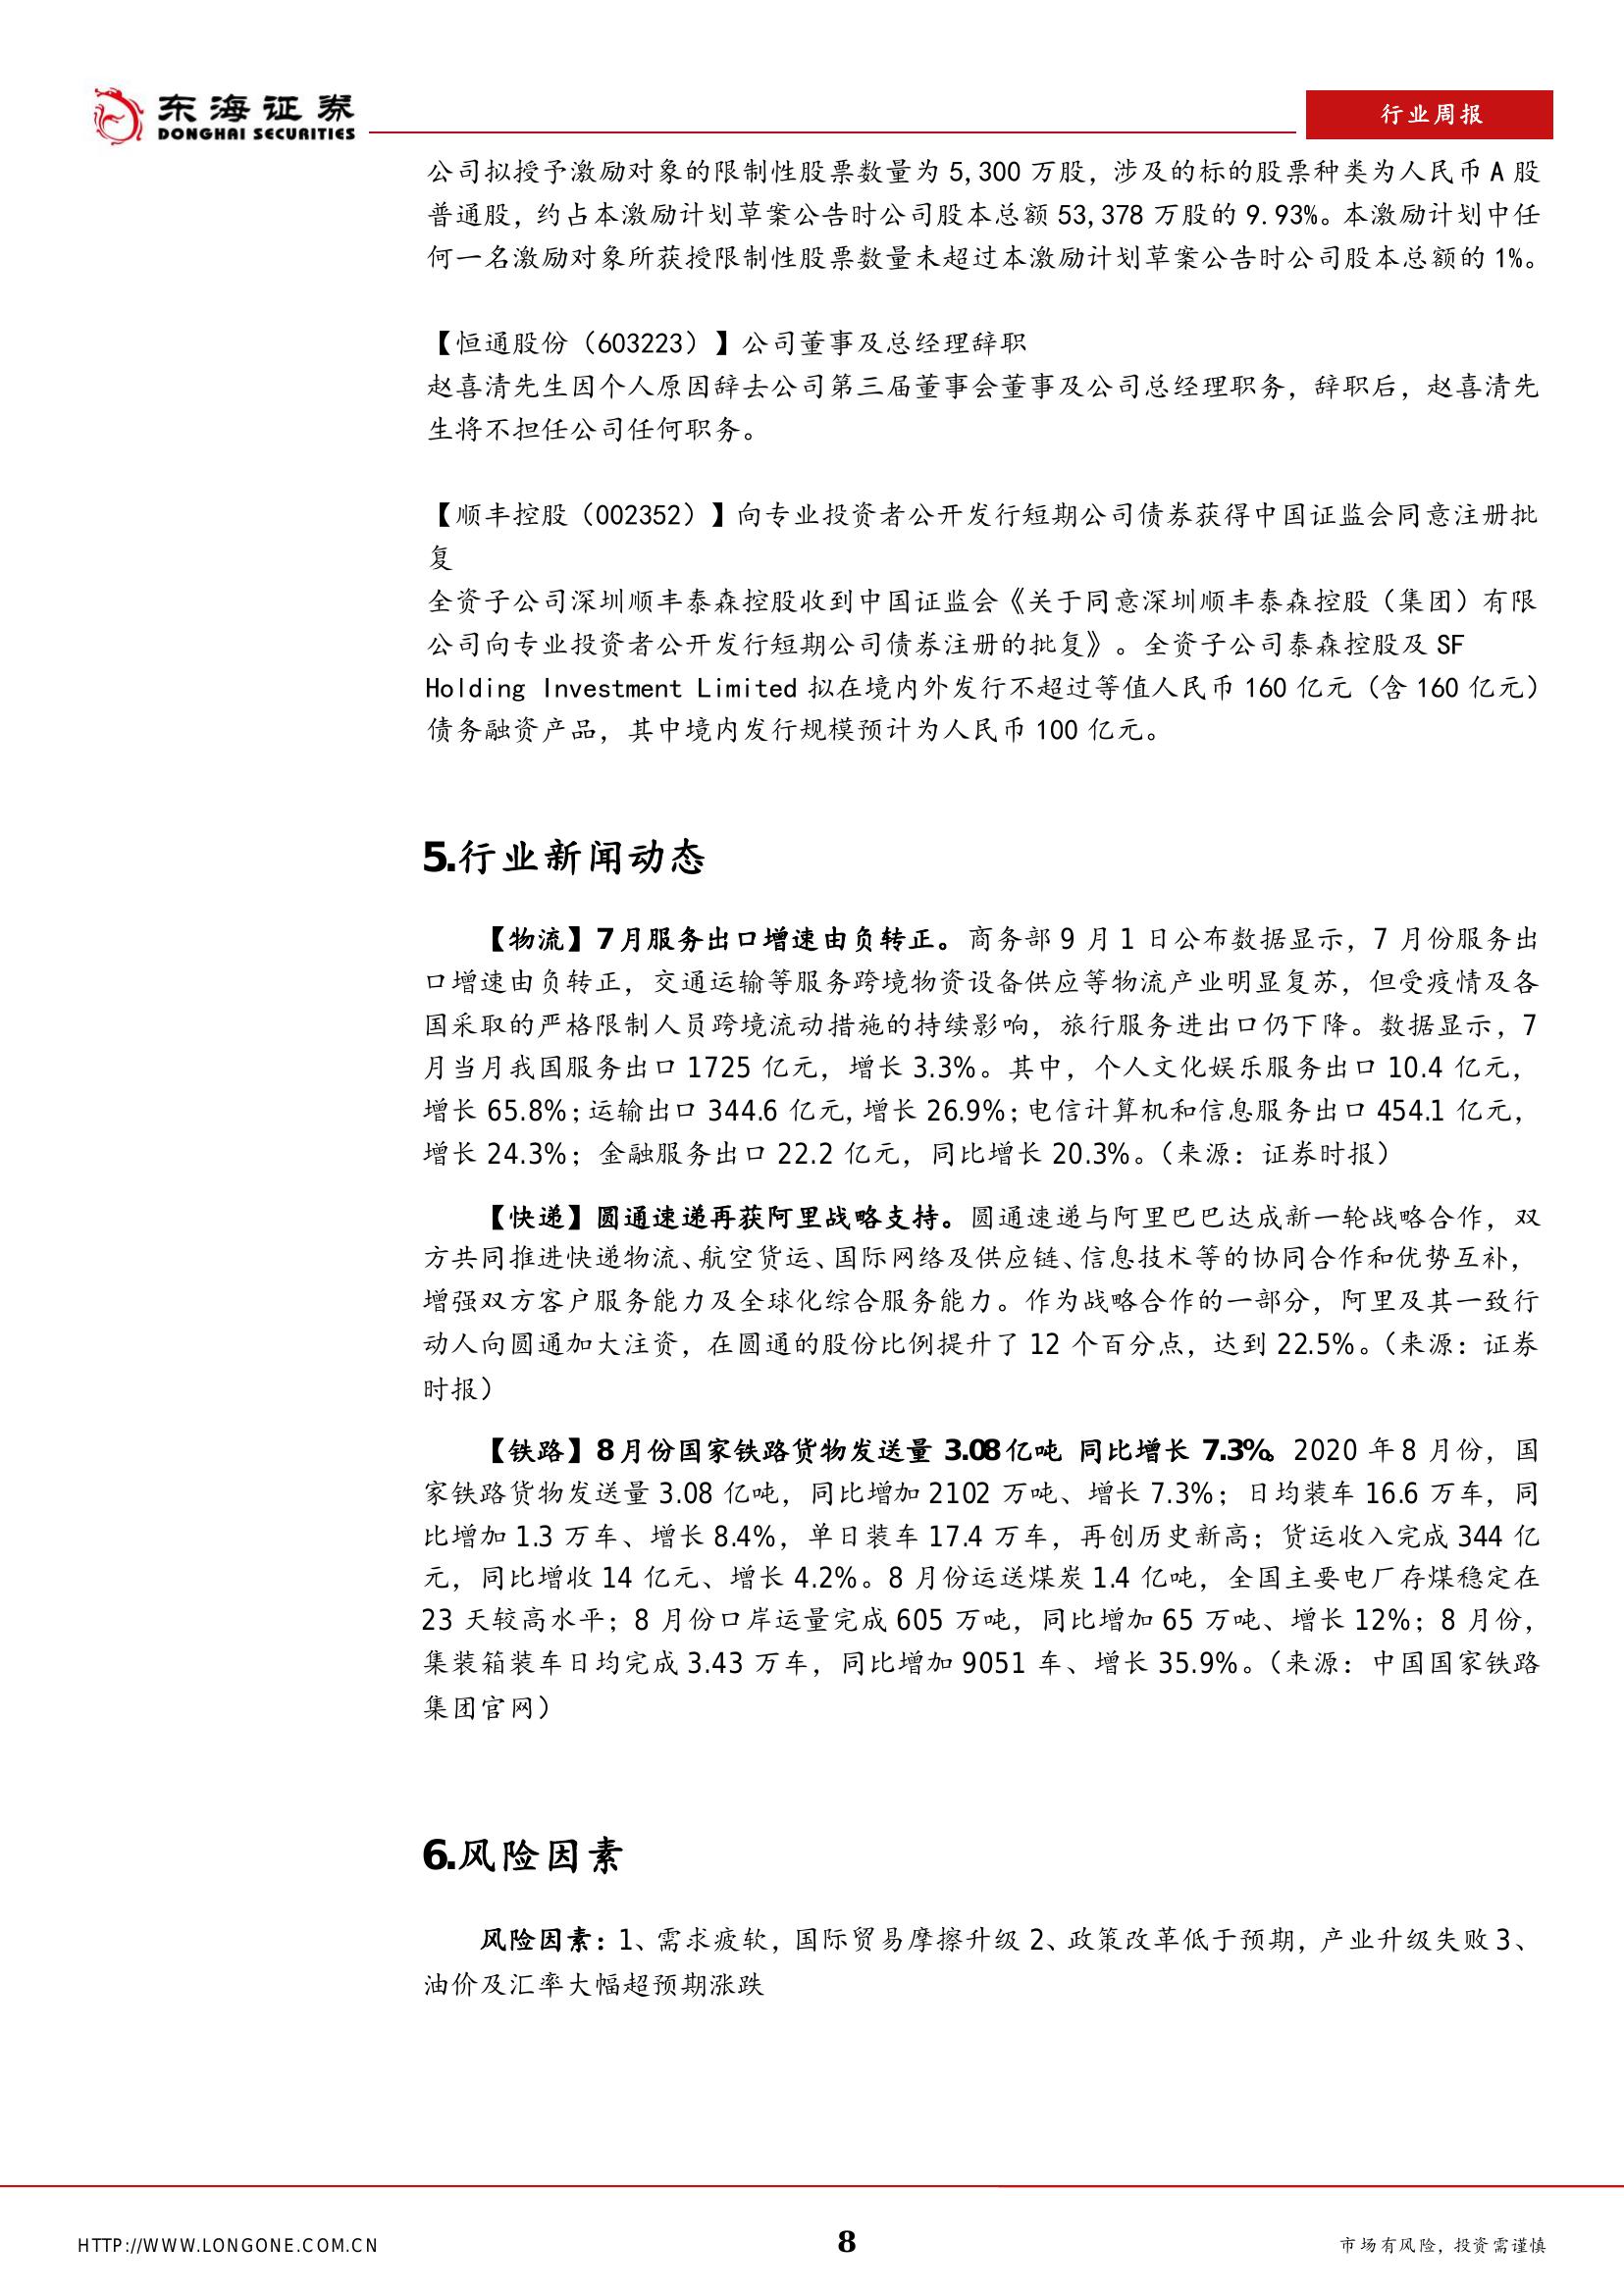 东海证券
DONGHAI SECURITIES
行业周报
公司拟授予激励对象的限制性股票数量为 5,300 万股，涉及的标的股票种类为人民币 A 股
普通股，约占本激励计划草案公告时公司股本总额 53,378 万股的 9.93%。本激励计划中任
何一名激励对象所获授限制性股票数量未超过本激励计划草案公告时公司股本总额的 1%。
【恒通股份（603223）】公司董事及总经理辞职
赵喜清先生因个人原因辞去公司第三届董事会董事及公司总经理职务，辞职后，赵喜清先
生将不担任公司任何职务。
【顺丰控股（002352）】向专业投资者公开发行短期公司债券获得中国证监会同意注册批
复
全资子公司深圳顺丰泰森控股收到中国证监会《关于同意深圳顺丰泰森控股（集团）有限
公司向专业投资者公开发行短期公司债券注册的批复》。全资子公司泰森控股及 SF
Holding Investment Limited 拟在境内外发行不超过等值人民币 160 亿元（含 160 亿元）
债务融资产品，其中境内发行规模预计为人民币 100 亿元。
5.行业新闻动态
【物流】7 月服务出口增速由负转正。商务部 9 月 1 日公布数据显示，7 月份服务出
口增速由负转正，交通运输等服务跨境物资设备供应等物流产业明显复苏，但受疫情及各
国采取的严格限制人员跨境流动措施的持续影响，旅行服务进出口仍下降。数据显示，7
月当月我国服务出口 1725 亿元，增长 3.3%。其中，个人文化娱乐服务出口 10.4 亿元，
增长 65.8%；运输出口 344.6 亿元，增长 26.9%；电信计算机和信息服务出口 454.1 亿元，
增长 24.3%；金融服务出口 22.2 亿元，同比增长 20.3%。（来源：证券时报）
【快递】圆通速递再获阿里战略支持。圆通速递与阿里巴巴达成新一轮战略合作，双
方共同推进快递物流、航空货运、国际网络及供应链、信息技术等的协同合作和优势互补，
增强双方客户服务能力及全球化综合服务能力。作为战略合作的一部分，阿里及其一致行
动人向圆通加大注资，在圆通的股份比例提升了 12 个百分点，达到 22.5%。（来源：证券
时报）
【铁路】8 月份国家铁路货物发送量 3.08 亿吨 同比增长 7.3%。2020 年 8 月份，国
家铁路货物发送量 3.08 亿吨，同比增加 2102 万吨、增长 7.3%；日均装车 16.6 万车，同
比增加 1.3 万车、增长 8.4%，单日装车 17.4 万车，再创历史新高；货运收入完成 344 亿
元，同比增收 14 亿元、增长 4.2%。8 月份运送煤炭 1.4 亿吨，全国主要电厂存煤稳定在
23 天较高水平；8 月份口岸运量完成 605 万吨，同比增加 65 万吨、增长 12%；8 月份，
集装箱装车日均完成 3.43 万车，同比增加 9051 车、增长 35.9%。（来源：中国国家铁路
集团官网）
6.风险因素
风险因素：1、需求疲软，国际贸易摩擦升级 2、政策改革低于预期，产业升级失败 3、
油价及汇率大幅超预期涨跌
HTTP://WWW.LONGONE.COM.CN
8
市场有风险，投资需谨慎